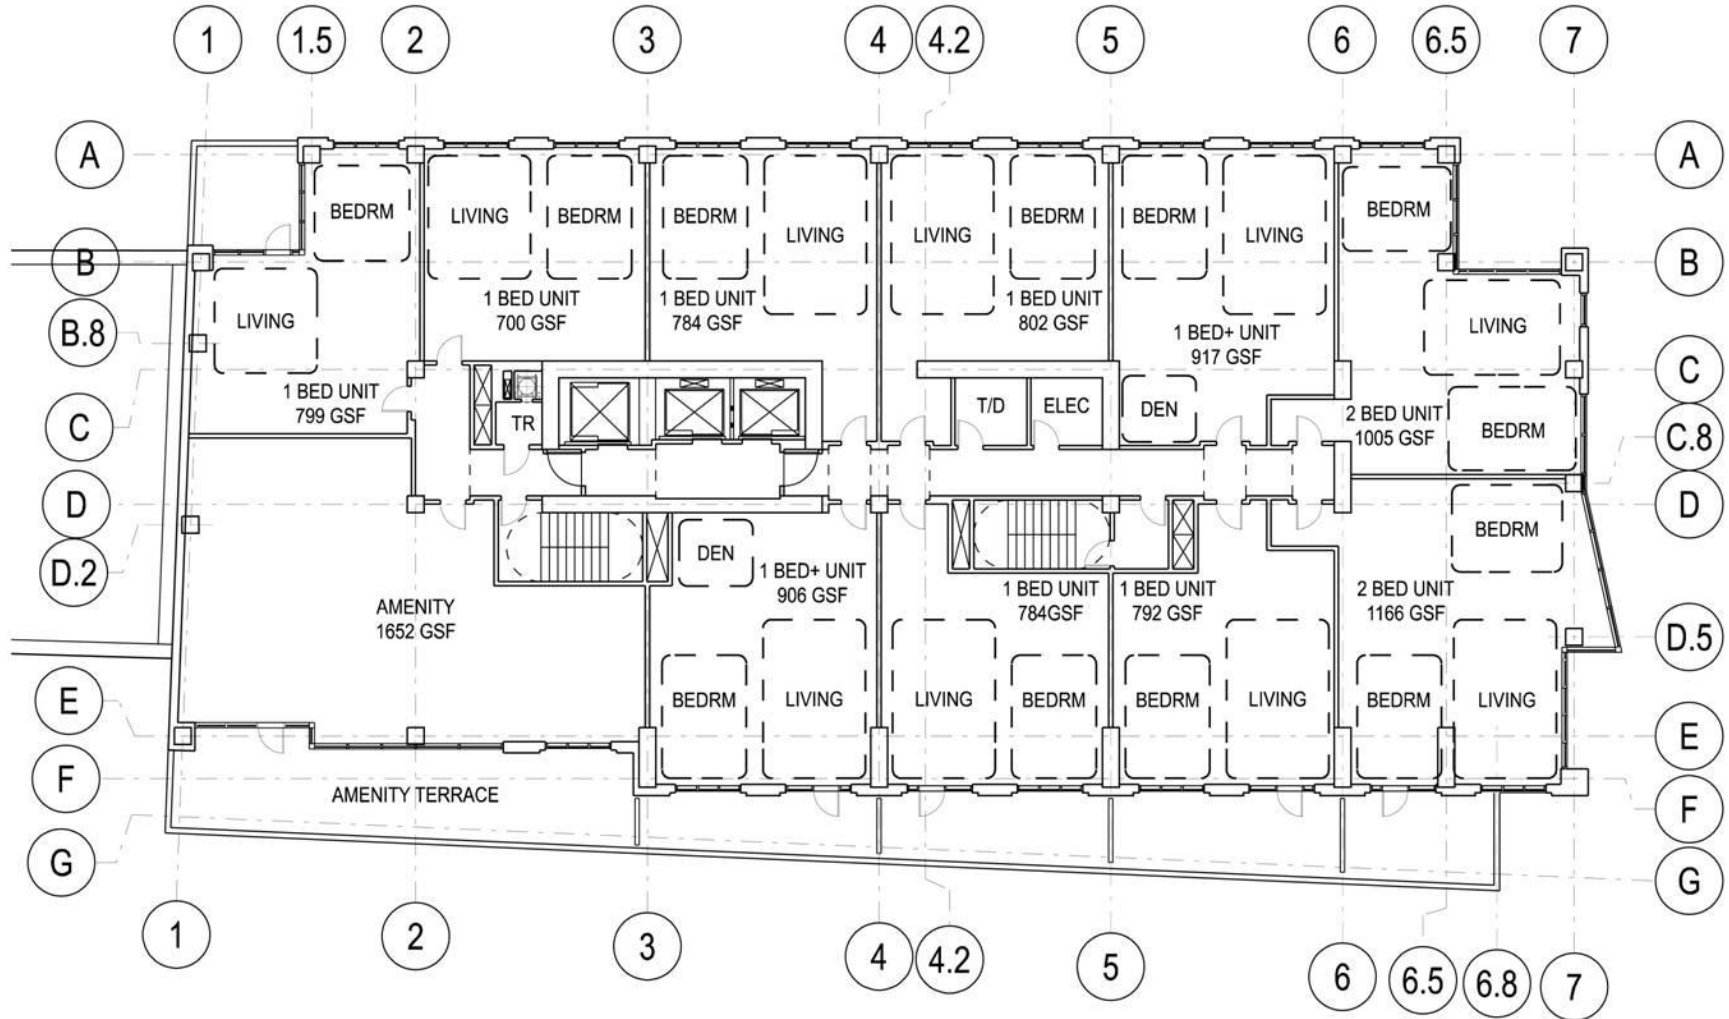 1
1.5
2
3
4
4.2
5
6
6.5
7
A
A
BEDRM
LIVING
BEDRM
BEDRM
LIVING
LIVING
BEDRM
BEDRM
LIVING
BEDRM
B
B
1 BED UNIT
700 GSF
1 BED UNIT
784 GSF
1 BED UNIT
802 GSF
1 BED+ UNIT
917 GSF
B.8
LIVING
LIVING
1 BED UNIT
799 GSF
C
C
TR
T/D
ELEC
DEN
2 BED UNIT
1005 GSF
BEDRM
C.8
D
D
D.2
AMENITY
1652 GSF
DEN
1 BED+ UNIT
906 GSF
1 BED UNIT
784GSF
1 BED UNIT
792 GSF
2 BED UNIT
1166 GSF
BEDRM
D.5
E
BEDRM
LIVING
LIVING
BEDRM
BEDRM
LIVING
BEDRM
LIVING
E
F
AMENITY TERRACE
F
G
G
1
2
3
4
4.2
5
6
6.5
6.8
7